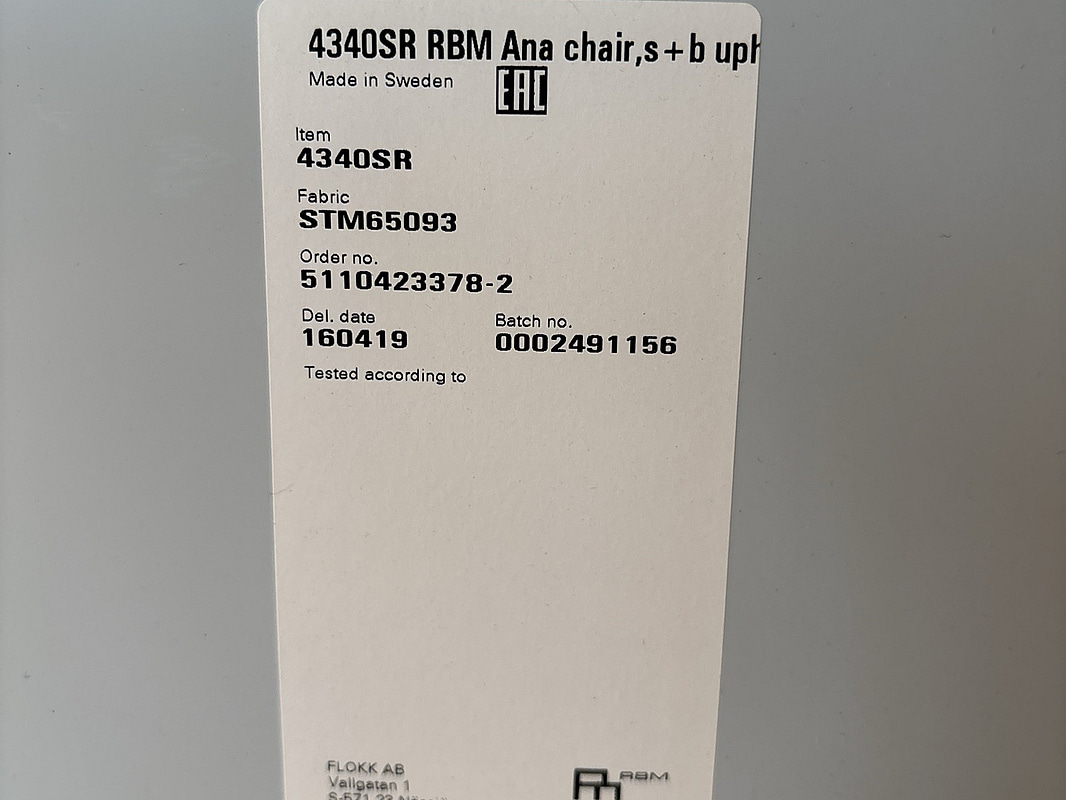 4340SR RBM Ana chair,s+b uph
Made in Sweden
EAC
Item
4340SR
Fabric
STM65093
Order no.
5110423378-2
Del. date
160419
Batch no.
0002491156
Tested according to
FLOKK AB
Vallgatan 1
RBM